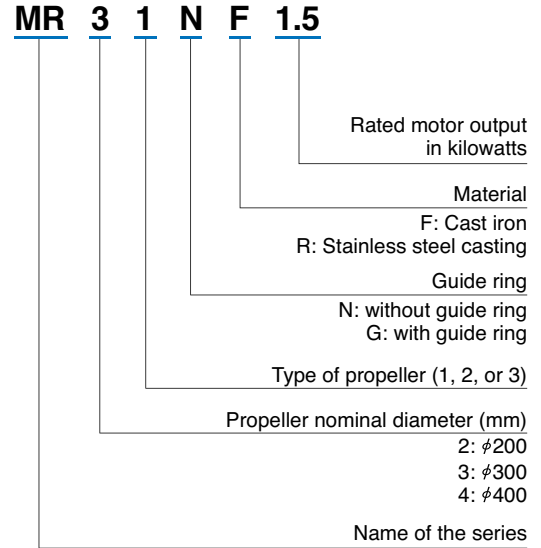 MR 3 1 N F 1.5
Rated motor output
in kilowatts
Material
F: Cast iron
R: Stainless steel casting
Guide ring
N: without guide ring
G: with guide ring
Type of propeller (1, 2, or 3)
Propeller nominal diameter (mm)
2: φ200
3: φ300
4: φ400
Name of the series